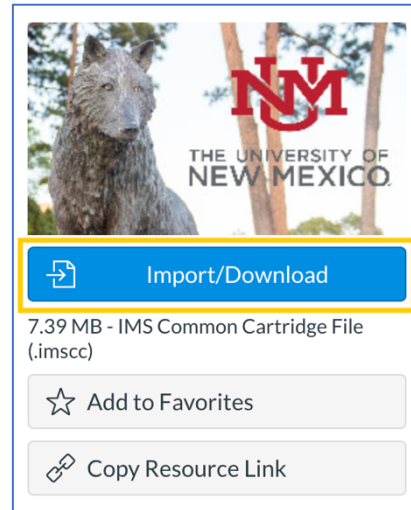 UNM
THE UNIVERSITY OF
NEW MEXICO
Import/Download
7.39 MB - IMS Common Cartridge File
(.imscc)
Add to Favorites
Copy Resource Link